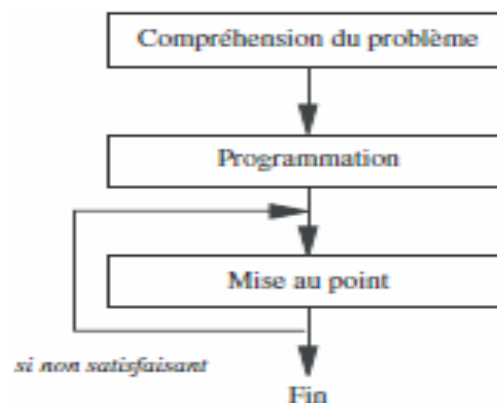 Compréhension du problème
Programmation
Mise au point
si non satisfaisant
Fin